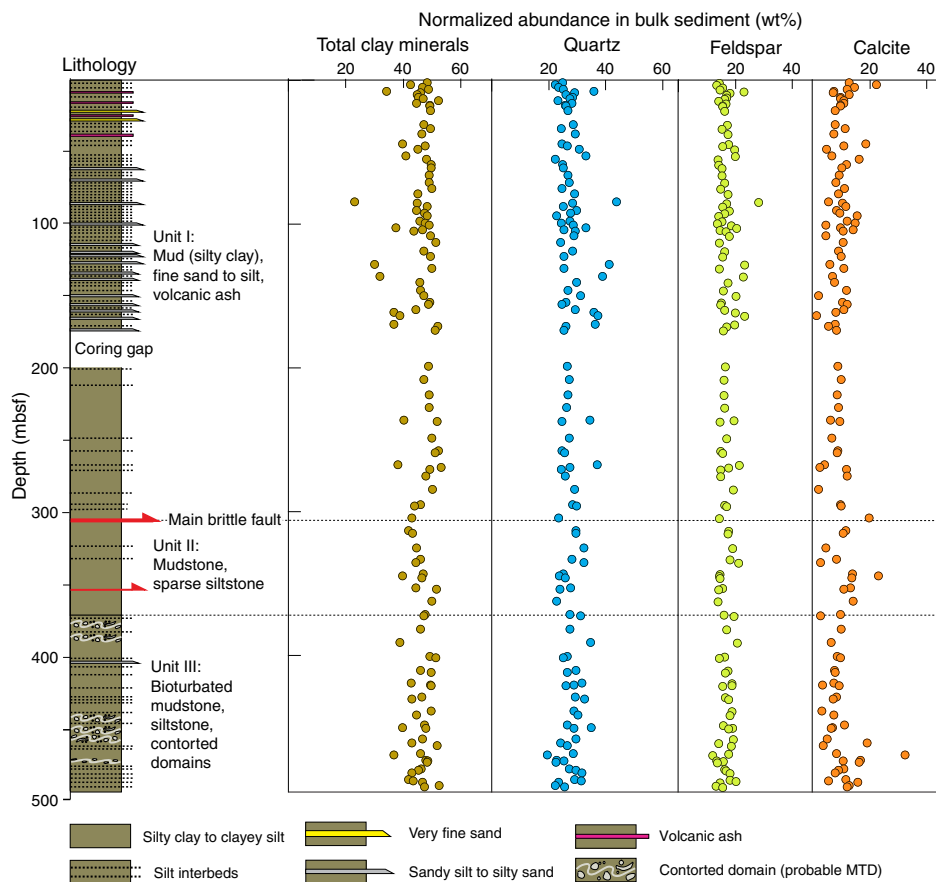 Normalized abundance in bulk sediment (wt%)
Lithology
Total clay minerals
Quartz
Feldspar
Calcite
20 40 60
20 40 60
20 40
20 40
Depth (mbsf)
100
200
300
400
500
Unit I:
Mud (silty clay),
fine sand to silt,
volcanic ash
Coring gap
Main brittle fault
Unit II:
Mudstone,
sparse siltstone
Unit III:
Bioturbated
mudstone,
siltstone,
contorted
domains
Silty clay to clayey silt
Very fine sand
Volcanic ash
Silt interbeds
Sandy silt to silty sand
Contorted domain (probable MTD)